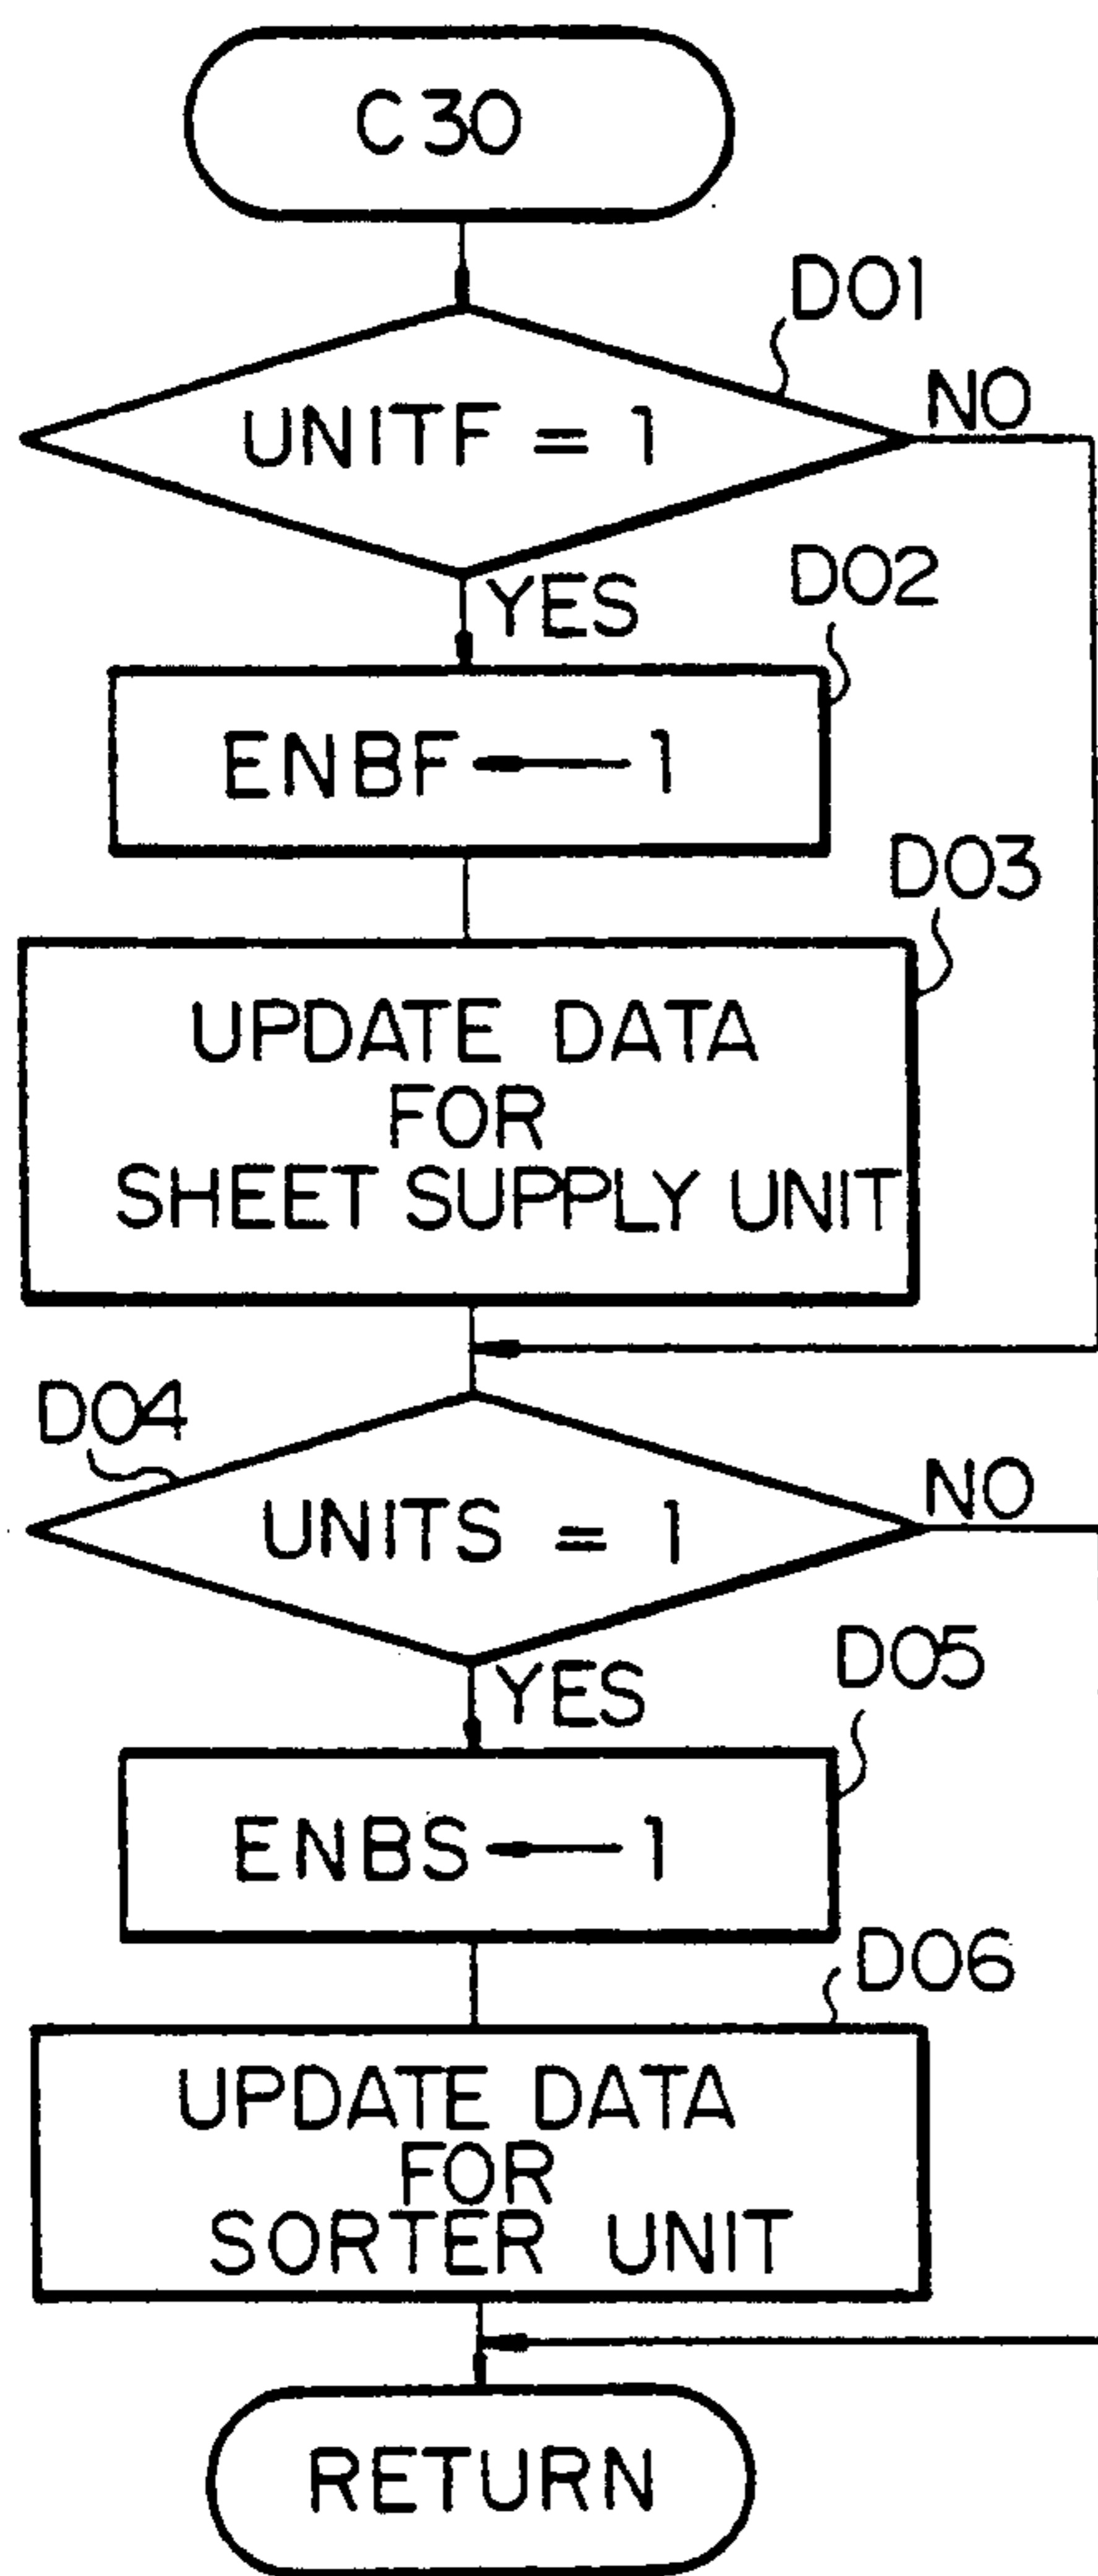 C30
D01
NO
UNITF = 1
YES
D02
ENBF ← 1
D03
UPDATE DATA
FOR
SHEET SUPPLY UNIT
D04
NO
UNITS = 1
YES
D05
ENBS ← 1
D06
UPDATE DATA
FOR
SORTER UNIT
RETURN